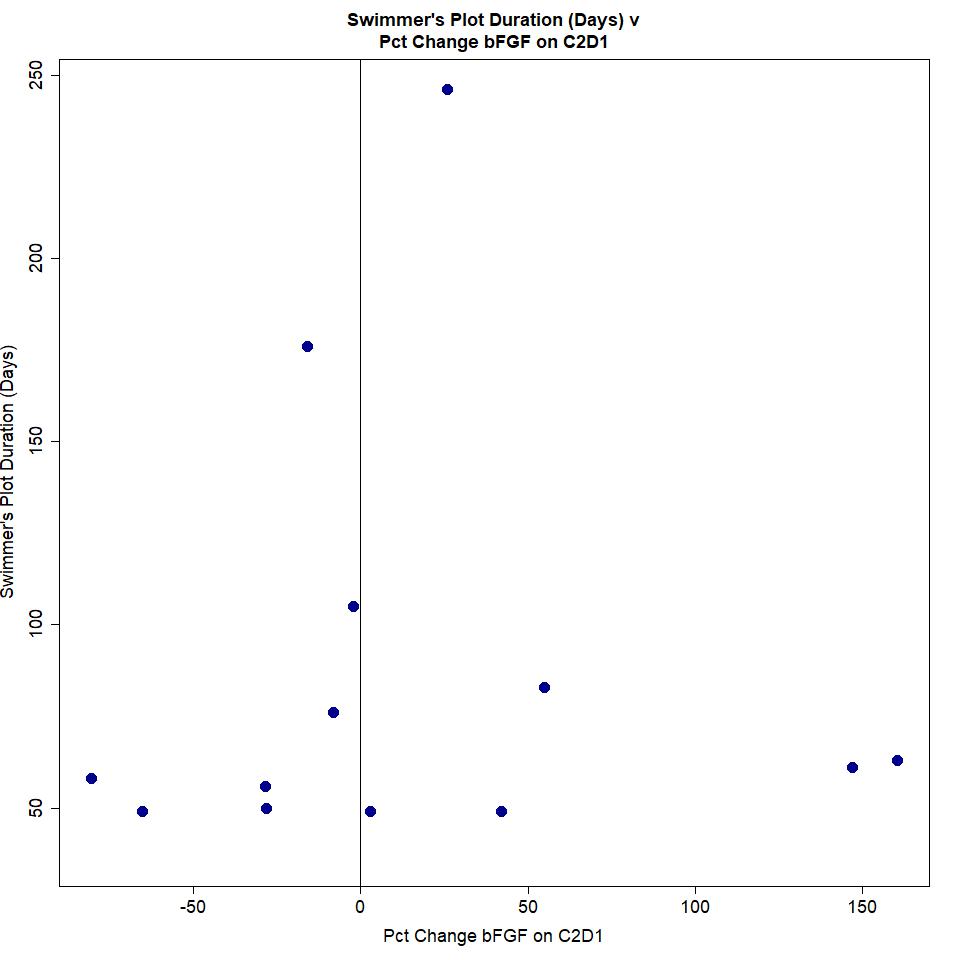 Swimmer's Plot Duration (Days) v
Pct Change bFGF on C2D1
Swimmer's Plot Duration (Days)
250
200
150
100
50
-50
0
50
100
150
Pct Change bFGF on C2D1